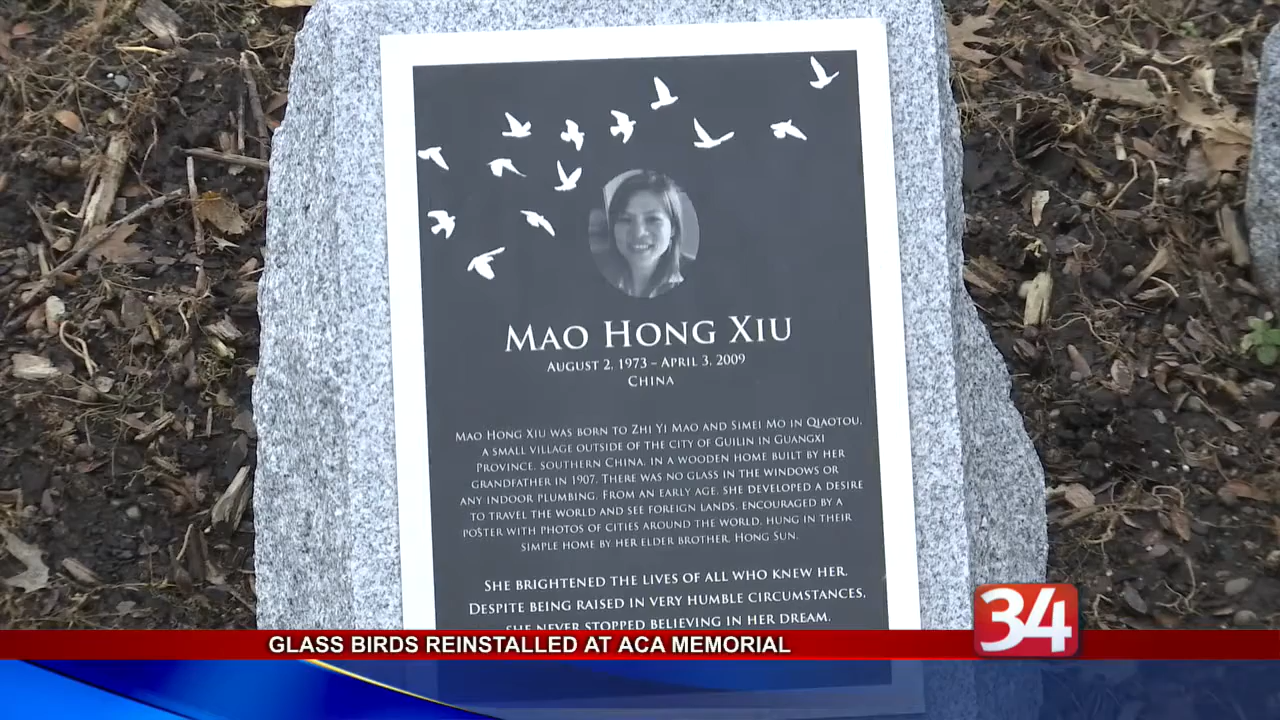 MAO HONG XIU
AUGUST 2, 1973 – APRIL 3, 2009
CHINA
MAO HONG XIU WAS BORN TO ZHI YI MAO AND SIMEI MO IN QIAOTOU,
A SMALL VILLAGE OUTSIDE OF THE CITY OF GUILIN IN GUANGXI
PROVINCE, SOUTHERN CHINA, IN A WOODEN HOME BUILT BY HER
GRANDFATHER IN 1907. THERE WAS NO GLASS IN THE WINDOWS OR
ANY INDOOR PLUMBING. FROM AN EARLY AGE, SHE DEVELOPED A DESIRE
TO TRAVEL THE WORLD AND SEE FOREIGN LANDS, ENCOURAGED BY A
POSTER WITH PHOTOS OF CITIES AROUND THE WORLD, HUNG IN THEIR
SIMPLE HOME BY HER ELDER BROTHER, HONG SUN.
SHE BRIGHTENED THE LIVES OF ALL WHO KNEW HER.
DESPITE BEING RAISED IN VERY HUMBLE CIRCUMSTANCES,
SHE NEVER STOPPED BELIEVING IN HER DREAM.
34
GLASS BIRDS REINSTALLED AT ACA MEMORIAL